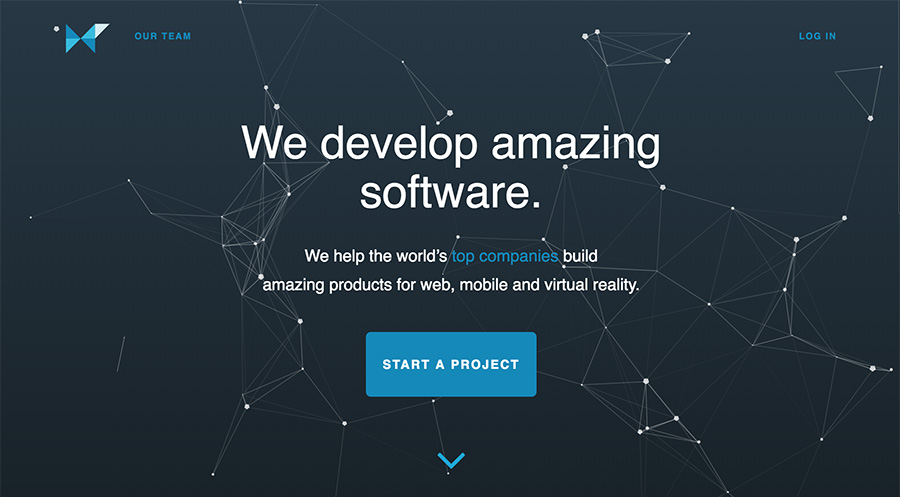 OUR TEAM
LOG IN
We develop amazing
software.
We help the world’s top companies build
amazing products for web, mobile and virtual reality.
START A PROJECT